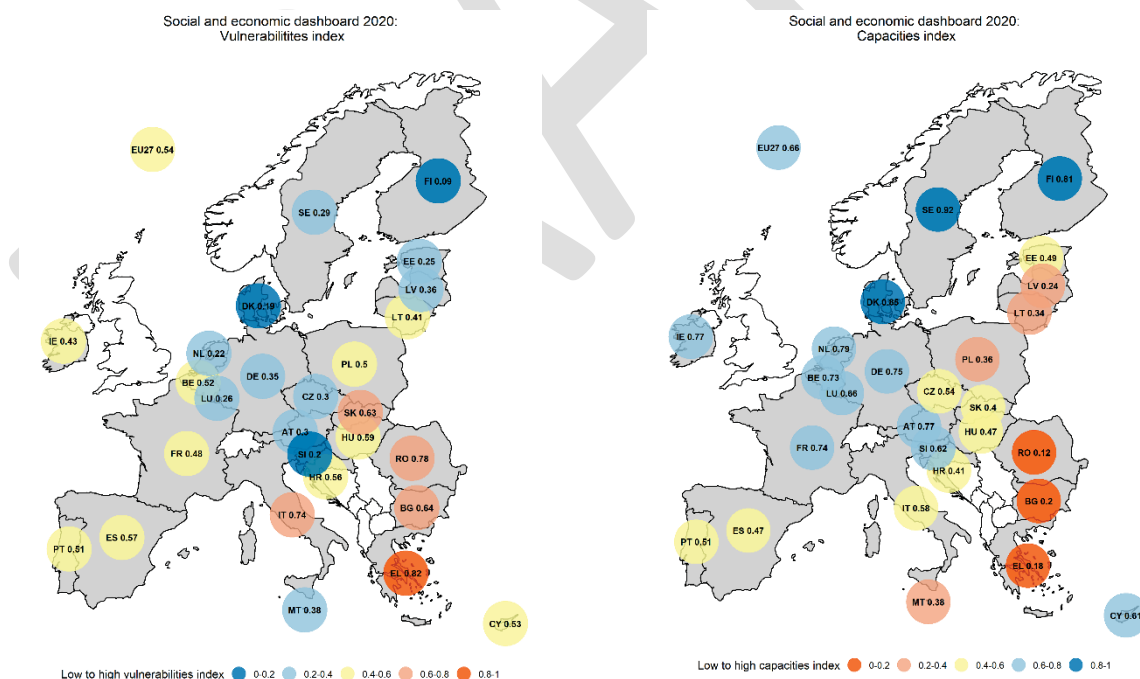 Social and economic dashboard 2020:
Vulnerabilitites index
EU27 0.54
FI 0.09
SE 0.29
EE 0.25
LV 0.36
DK 0.19
LT 0.41
IE 0.43
NL 0.22
PL 0.5
DE 0.35
BE 0.52
LU 0.26
CZ 0.3
SK 0.63
AT 0.3
HU 0.59
FR 0.48
SI 0.2
RO 0.78
HR 0.56
BG 0.64
IT 0.74
ES 0.57
PT 0.51
EL 0.82
MT 0.38
CY 0.53
Low to high vulnerabilities index 0-0.2 0.2-0.4 0.4-0.6 0.6-0.8 0.8-1
Social and economic dashboard 2020:
Capacities index
EU27 0.66
FI 0.81
SE 0.92
EE 0.49
LV 0.24
DK 0.85
LT 0.34
IE 0.77
NL 0.79
PL 0.36
DE 0.75
BE 0.73
LU 0.66
CZ 0.54
SK 0.4
AT 0.77
HU 0.47
FR 0.74
SI 0.62
RO 0.12
HR 0.41
BG 0.2
IT 0.58
ES 0.47
PT 0.51
EL 0.18
MT 0.38
CY 0.61
Low to high capacities index 0-0.2 0.2-0.4 0.4-0.6 0.6-0.8 0.8-1